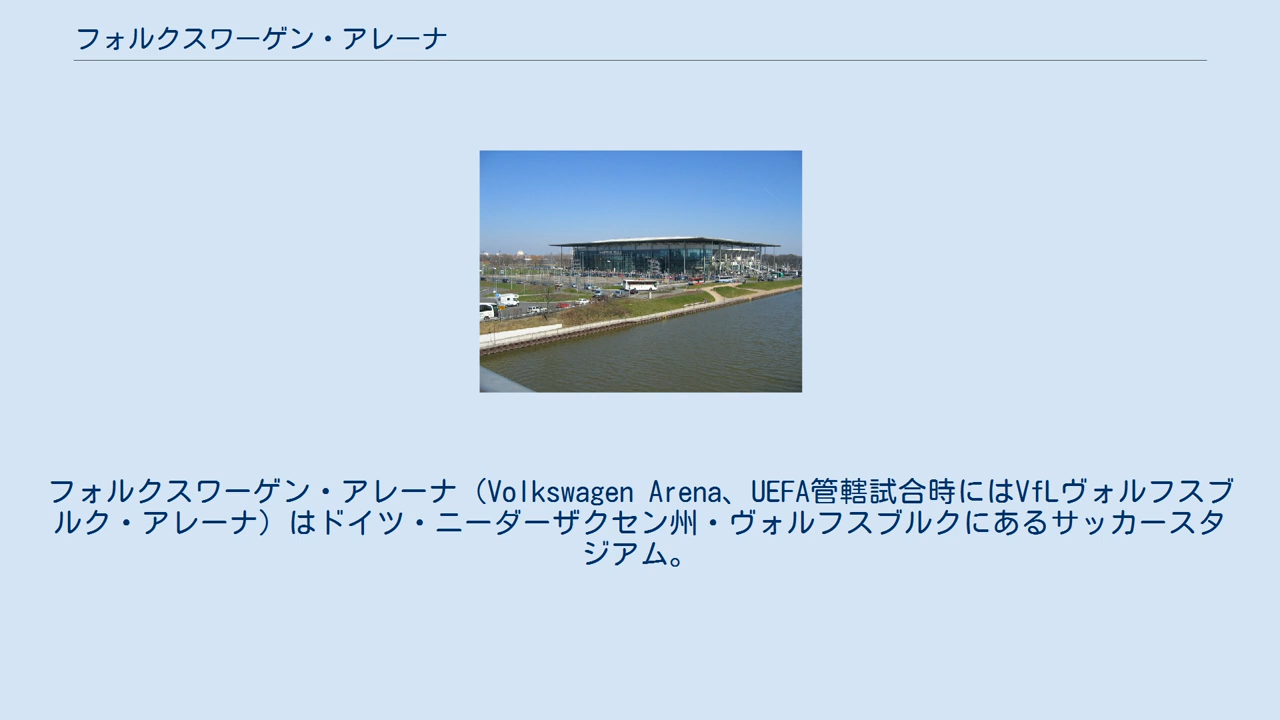 フォルクスワーゲン・アレーナ
フォルクスワーゲン・アレーナ（Volkswagen Arena、UEFA管轄試合時にはVfLヴォルフスブ
ルク・アレーナ）はドイツ・ニーダーザクセン州・ヴォルフスブルクにあるサッカースタ
ジアム。